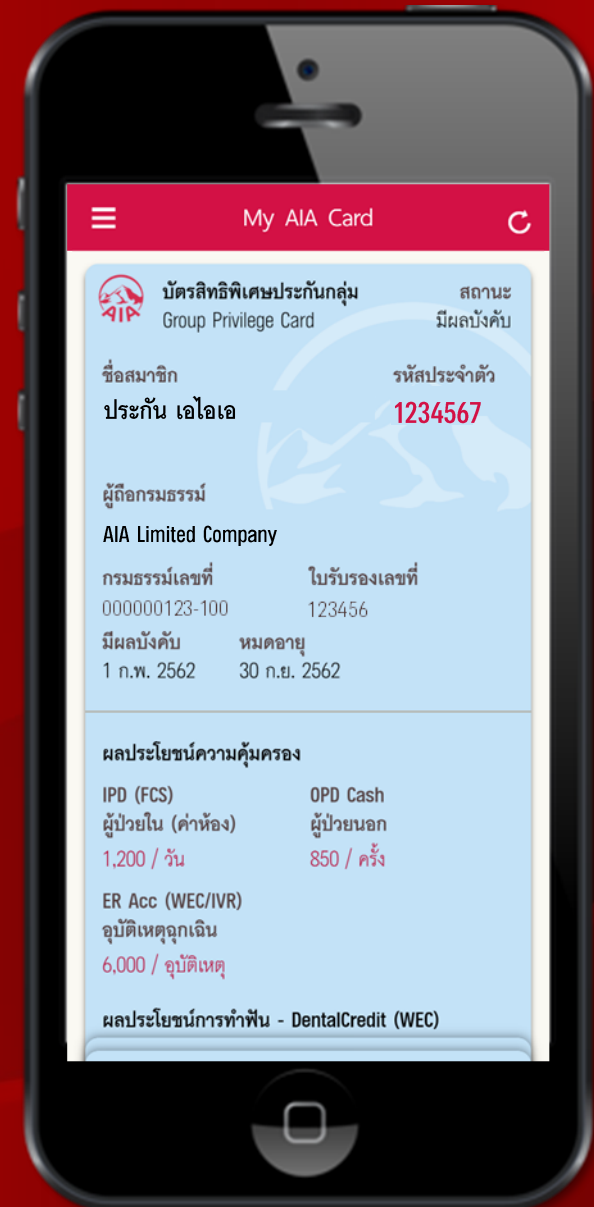 My AIA Card
AIA
บัตรสิทธิพิเศษประกันกลุ่ม สถานะ
Group Privilege Card มีผลบังคับ
ชื่อสมาชิก รหัสประจำตัว
ประกัน เอไอเอ 1234567
ผู้ถือกรมธรรม์
AIA Limited Company
กรมธรรม์เลขที่ ใบรับรองเลขที่
000000123-100 123456
มีผลบังคับ หมดอายุ
1 ก.พ. 2562 30 ก.ย. 2562
ผลประโยชน์ความคุ้มครอง
IPD (FCS) OPD Cash
ผู้ป่วยใน (ค่าห้อง) ผู้ป่วยนอก
1,200 / วัน 850 / ครั้ง
ER Acc (WEC/IVR)
อุบัติเหตุฉุกเฉิน
6,000 / อุบัติเหตุ
ผลประโยชน์การทำฟัน - DentalCredit (WEC)